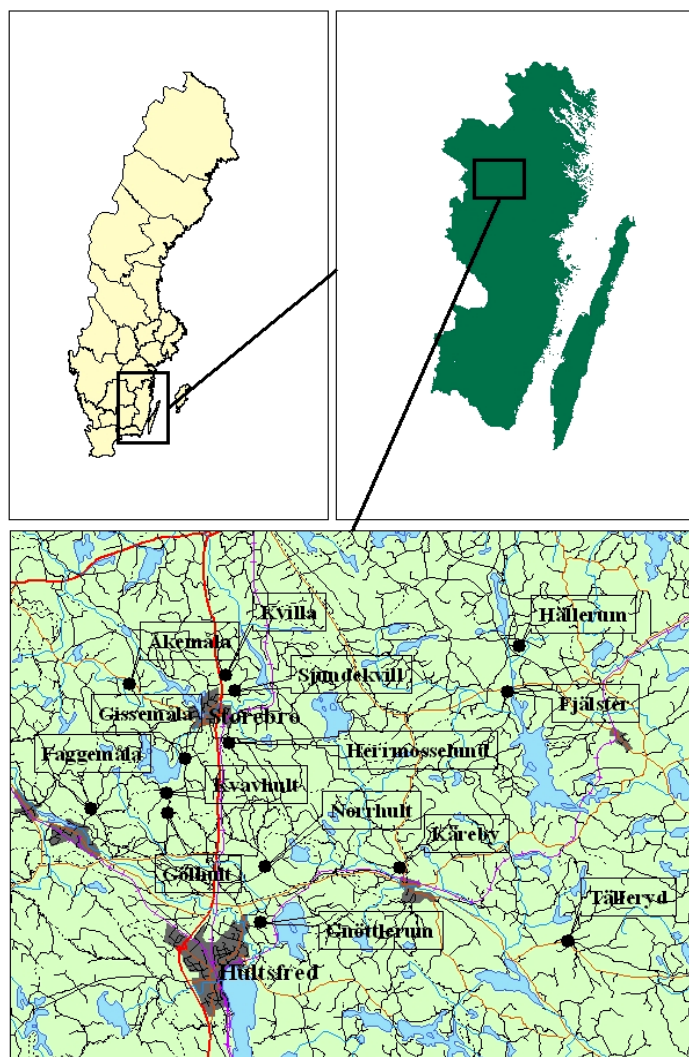 Kvilla
Hällerum
Åkemåla
Sjundekvill
Fjälster
Gissemåla
Storebro
Herrmosselund
Faggemåla
Kvavhult
Norrhult
Käreby
Gölhult
Tälleryd
Gnöttlerum
Hultsfred